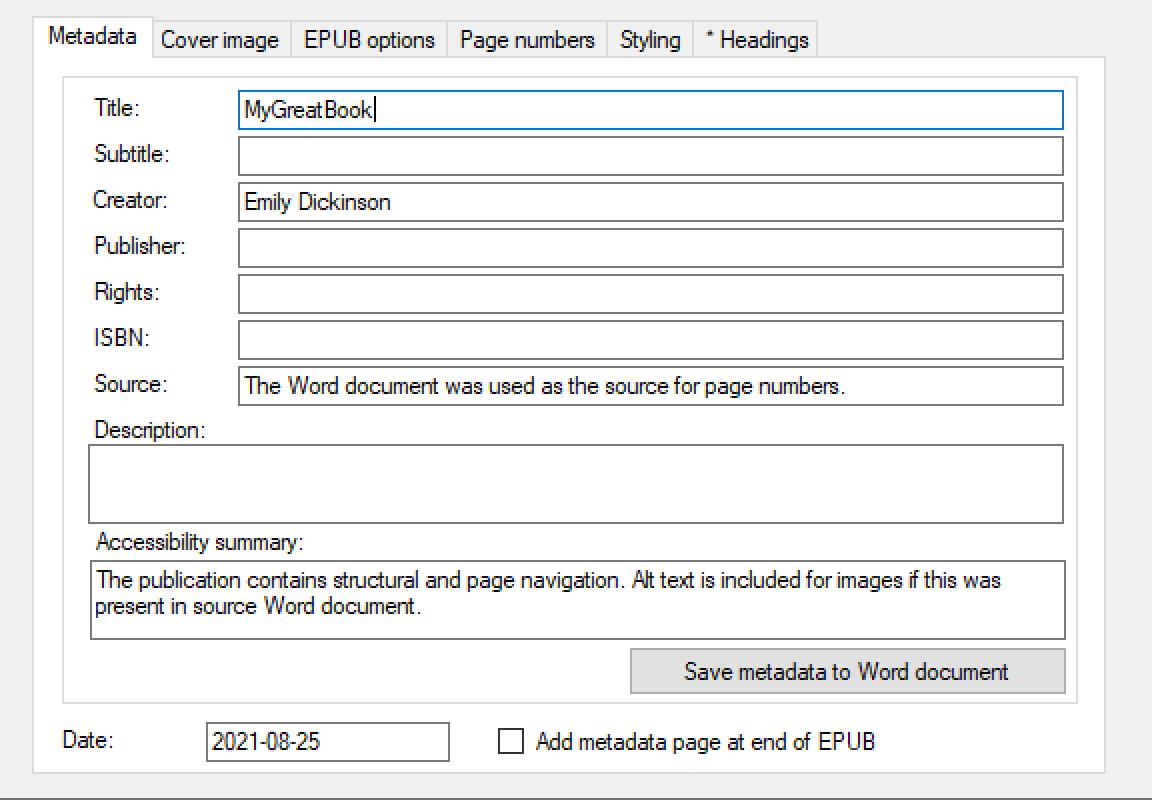 Metadata Cover image EPUB options Page numbers Styling * Headings
Title: MyGreatBook
Subtitle:
Creator: Emily Dickinson
Publisher:
Rights:
ISBN:
Source: The Word document was used as the source for page numbers.
Description:
Accessibility summary:
The publication contains structural and page navigation. Alt text is included for images if this was
present in source Word document.
Save metadata to Word document
Date: 2021-08-25 Add metadata page at end of EPUB